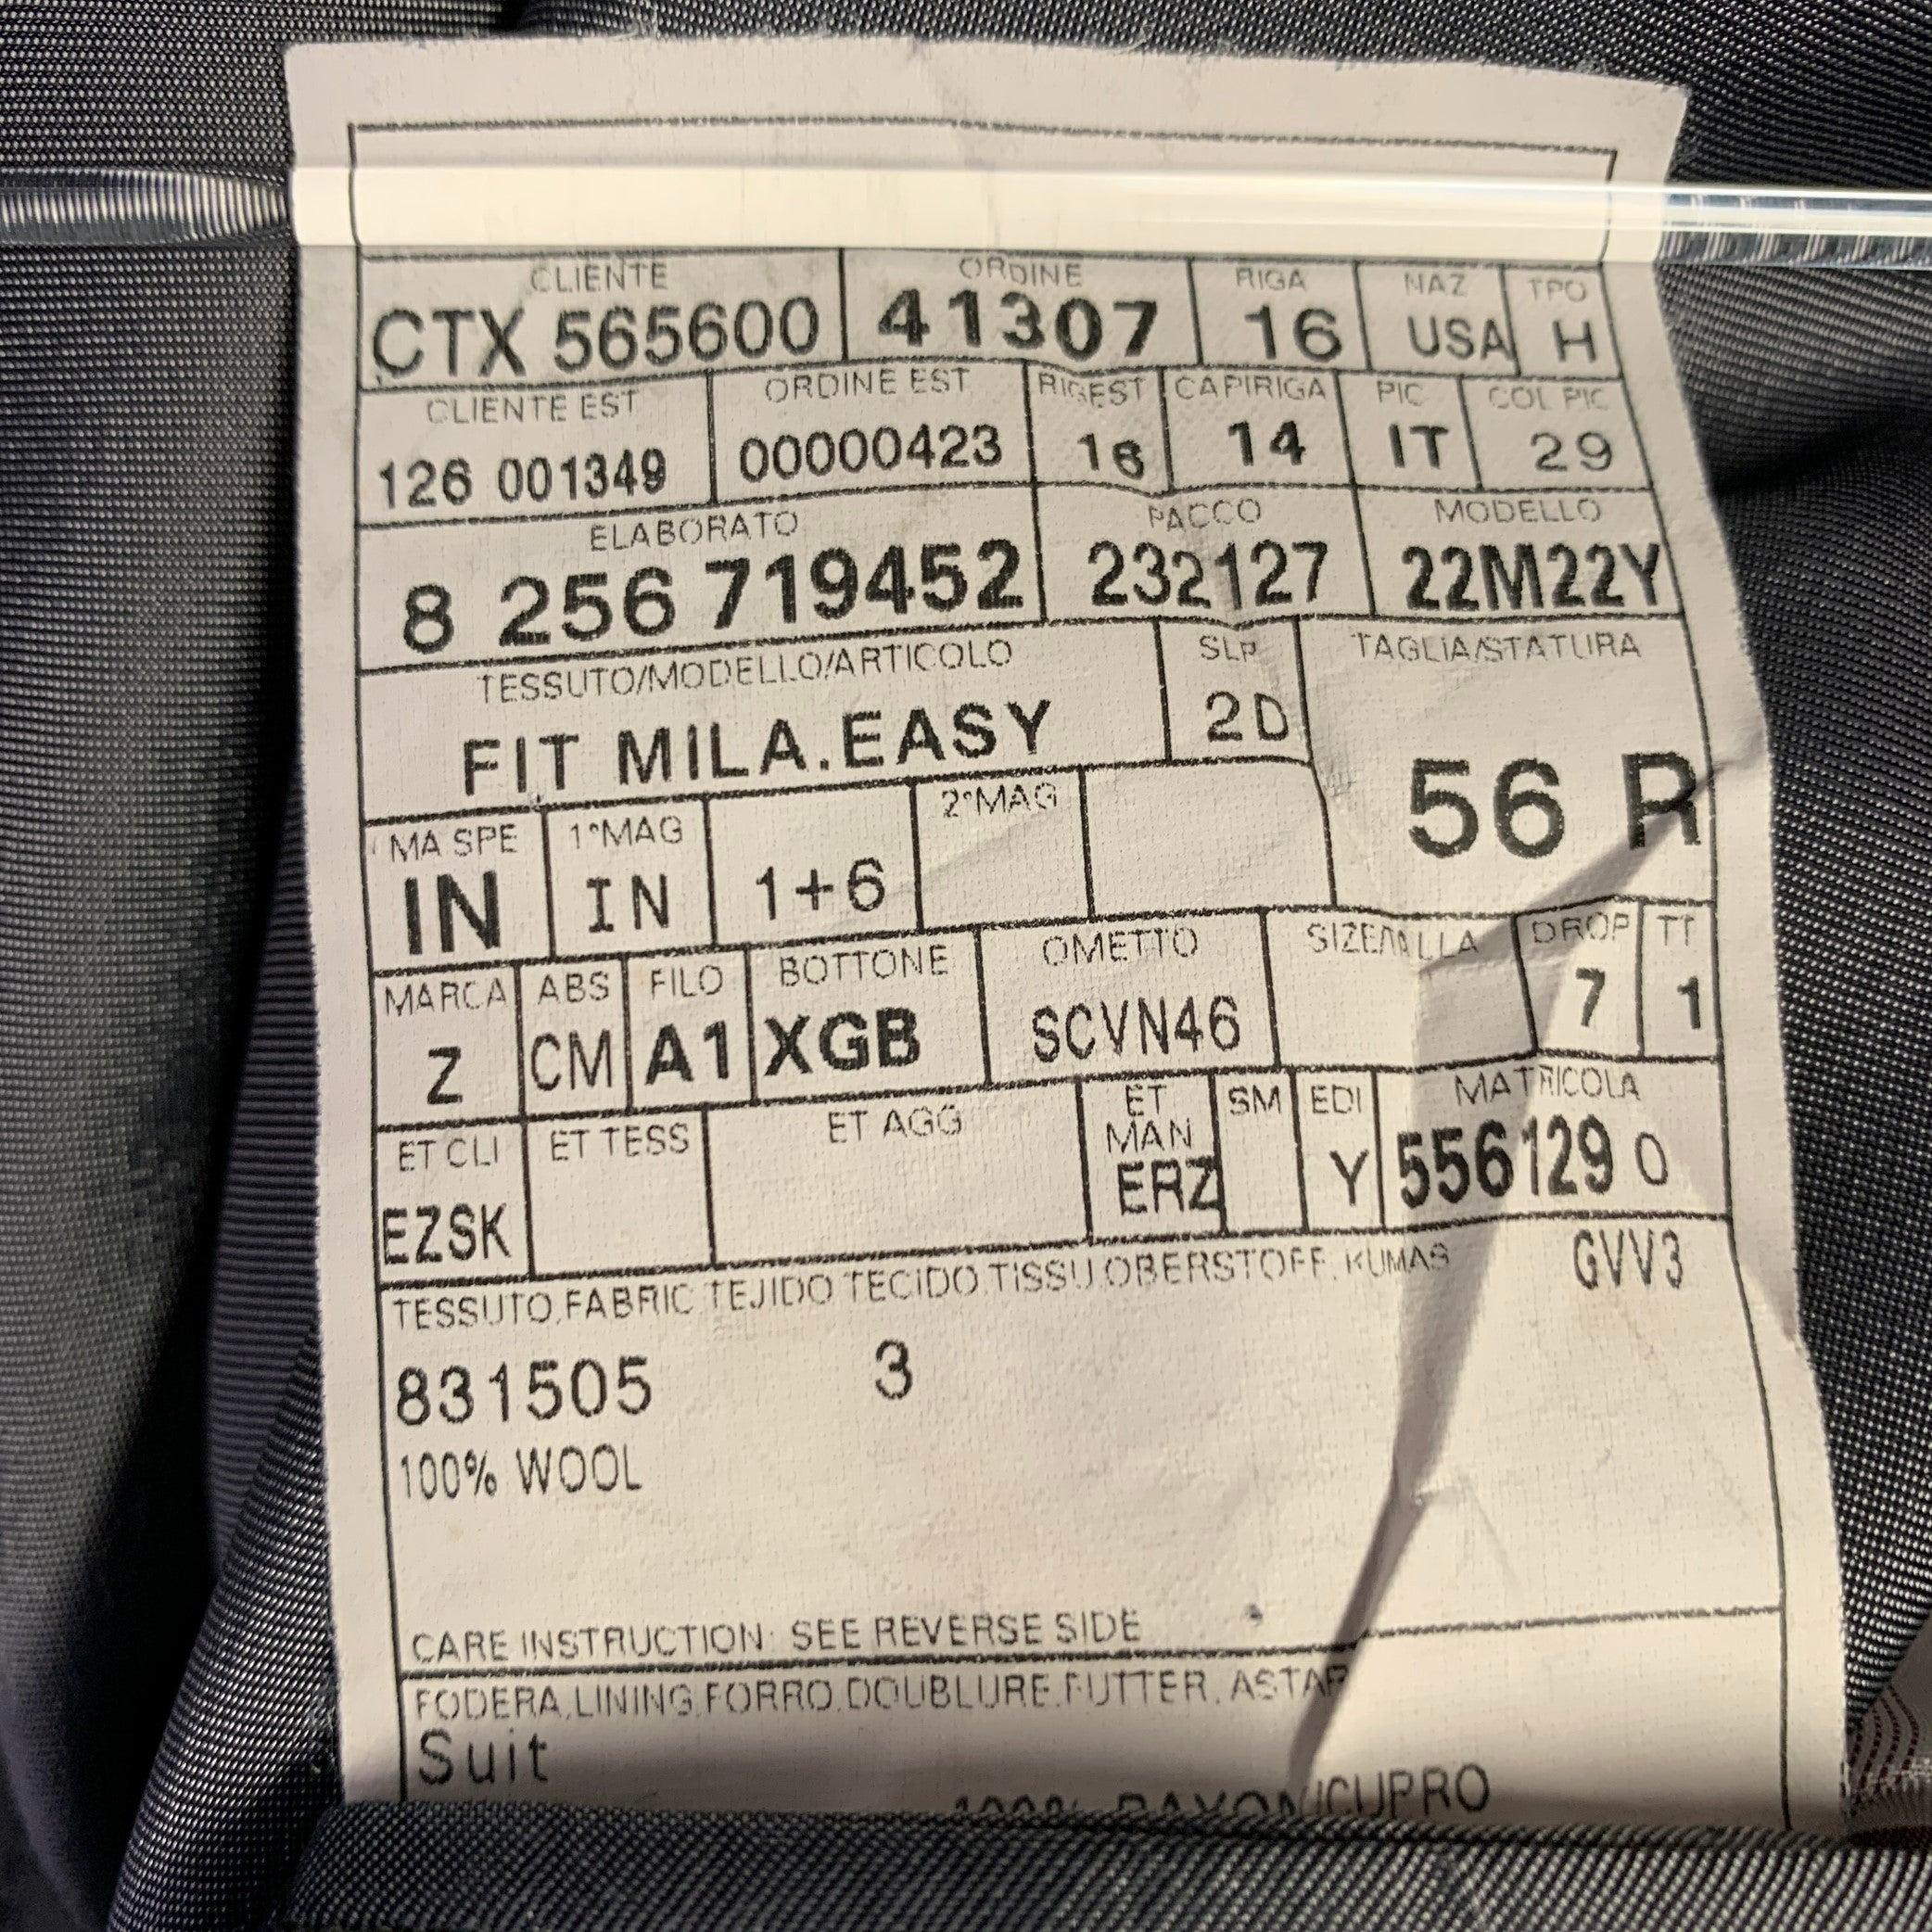 CLIENTE ORDINE RIGA NAZ TPO
CTX 565600 41307 16 USA H
CLIENTE EST ORDINE EST RIGEST CAPIRIGA PIC COL PIC
126 001349 00000423 16 14 IT 29
ELABORATO PACCO MODELLO
8 256 719452 232127 22M22Y
TESSUTO/MODELLO/ARTICOLO SLP TAGLIA/STATURA
FIT MILA.EASY 2D 56 R
MA SPE 1°MAG 2°MAG
IN IN 1+6
MARCA ABS FILO BOTTONE OMETTO DROP TT
Z CM A1 XGB SCVN46 7 1
ET CLI ET TESS ET AGG ET MAN SM EDI MATRICOLA
EZSK ERZ Y 556129 0
TESSUTO,FABRIC,TEJIDO,TECIDO,TISSU,OBERSTOFF, KUMAS GVV3
831505 3
100% WOOL
CARE INSTRUCTION: SEE REVERSE SIDE
FODERA,LINING,FORRO,DOUBLURE,FUTTER, ASTAR
Suit
100% RAYON/CUPRO